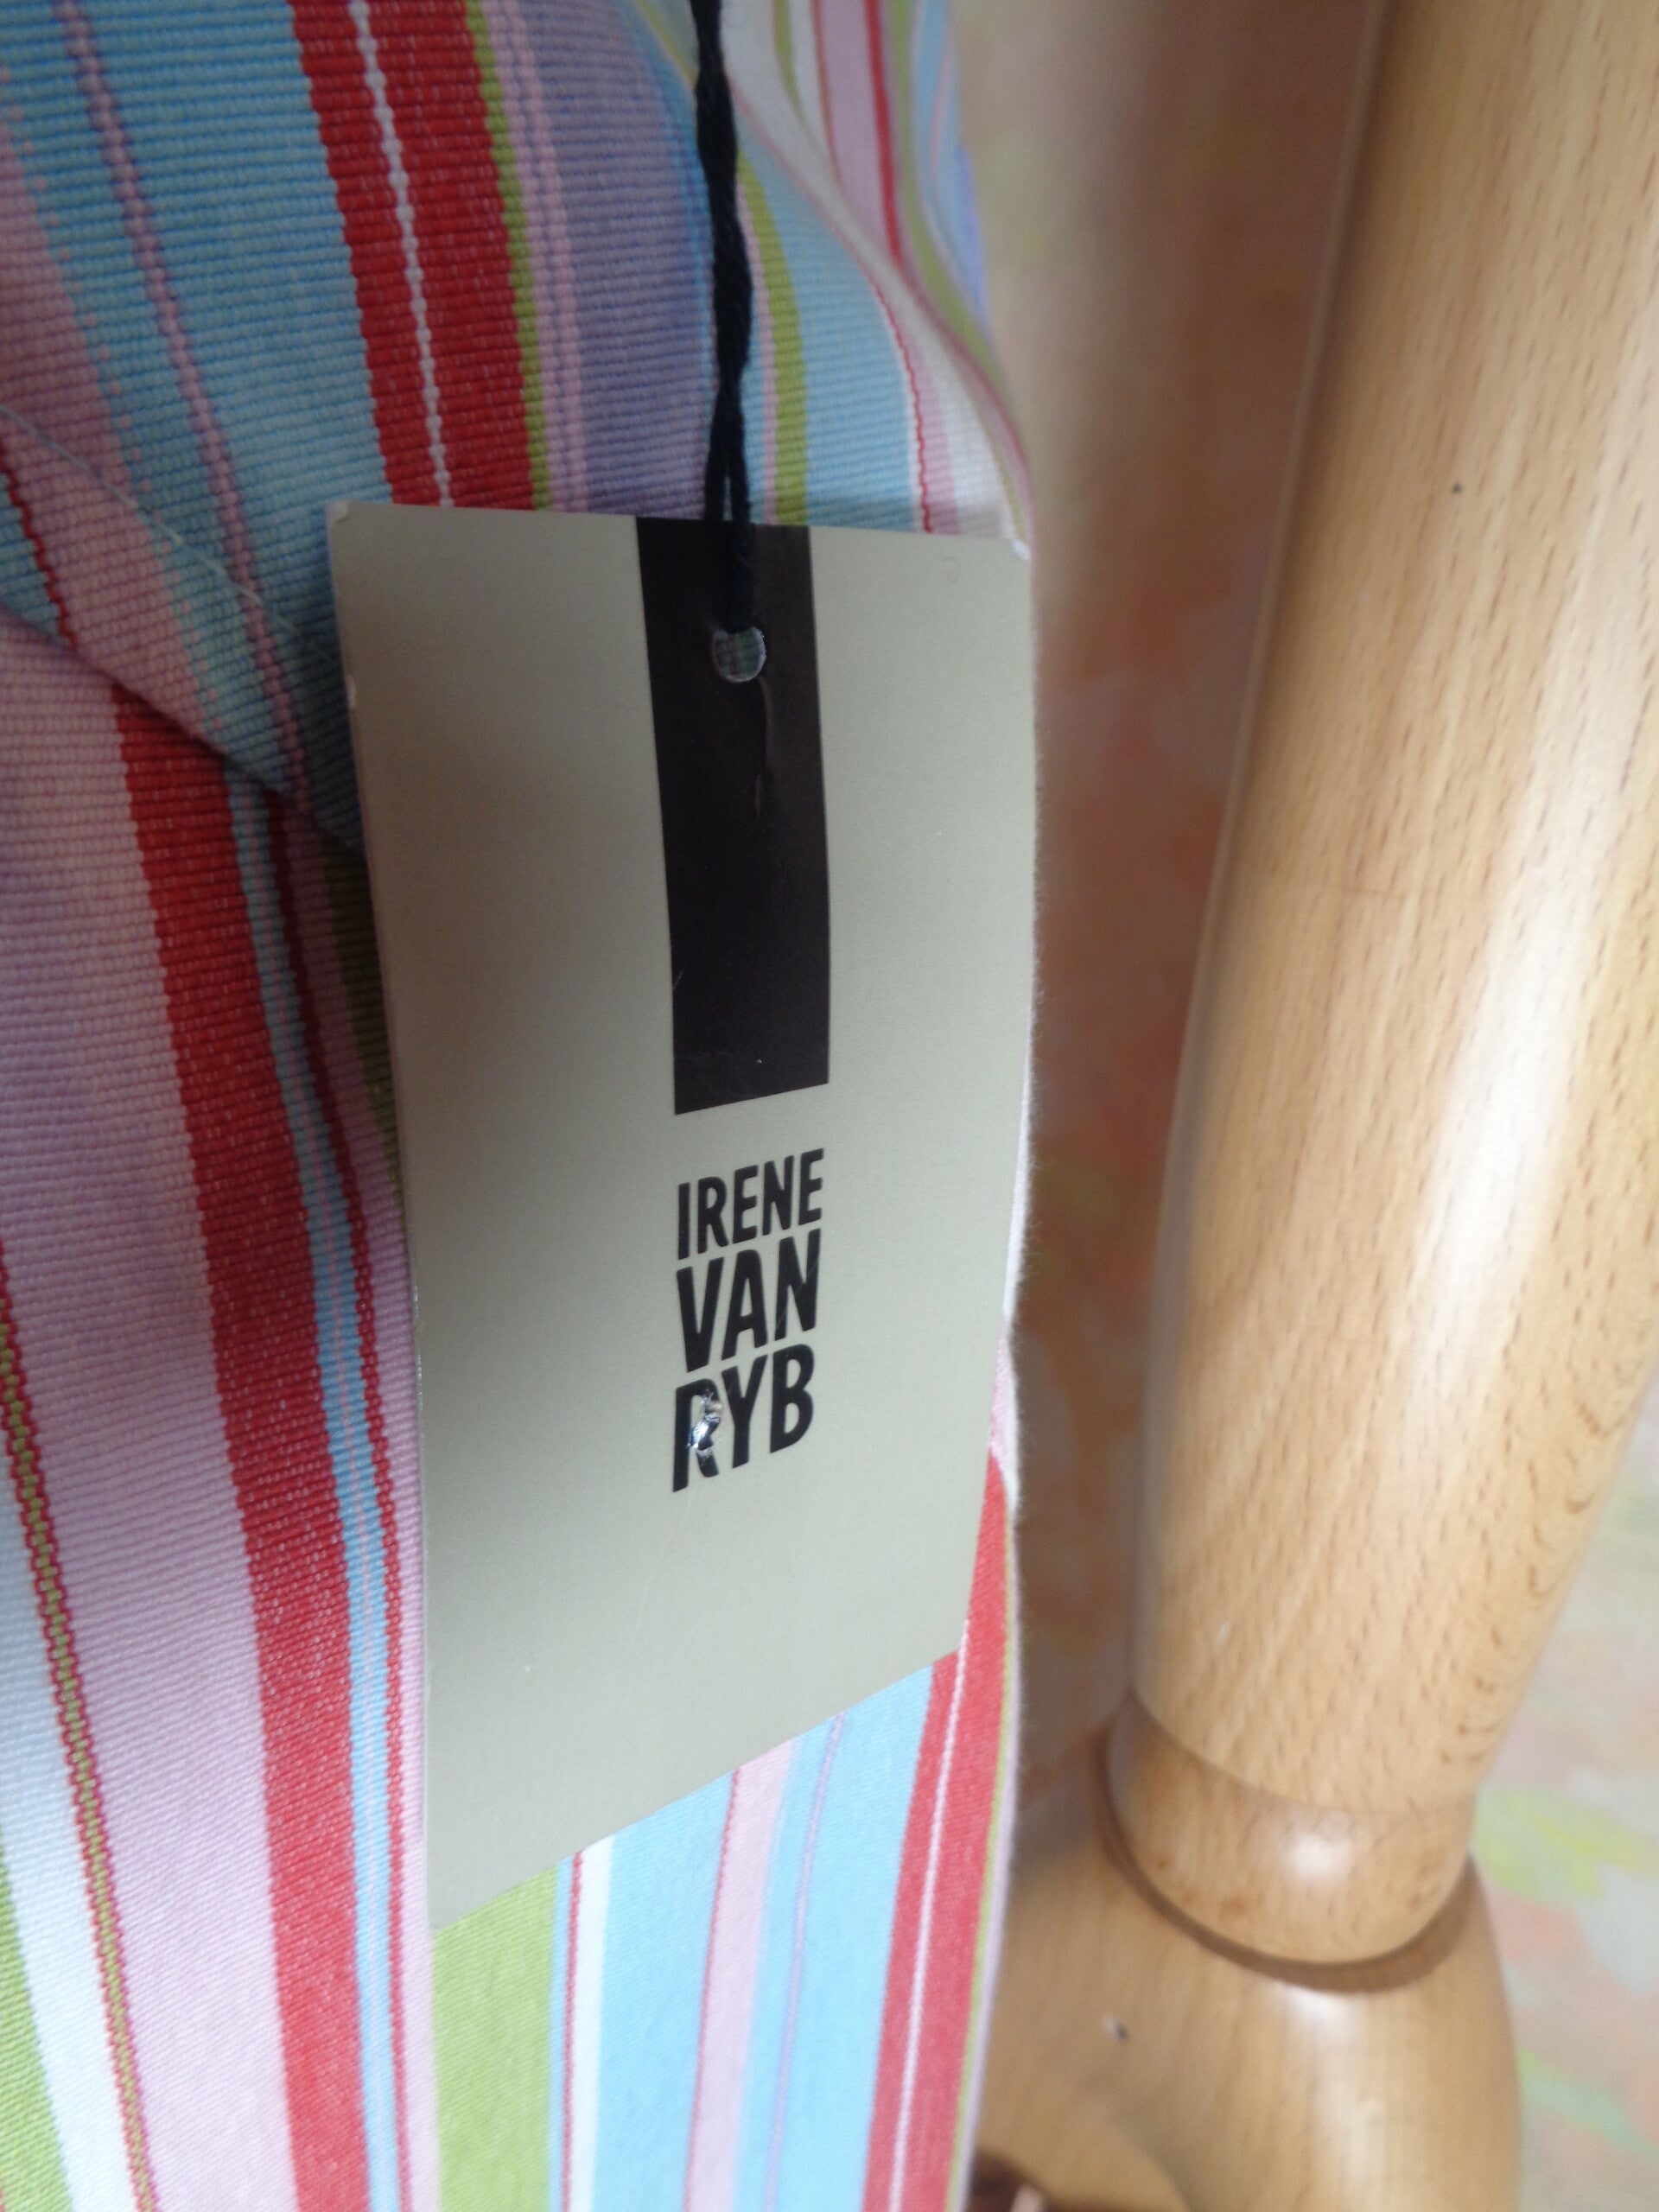 IRENE
VAN
RYB